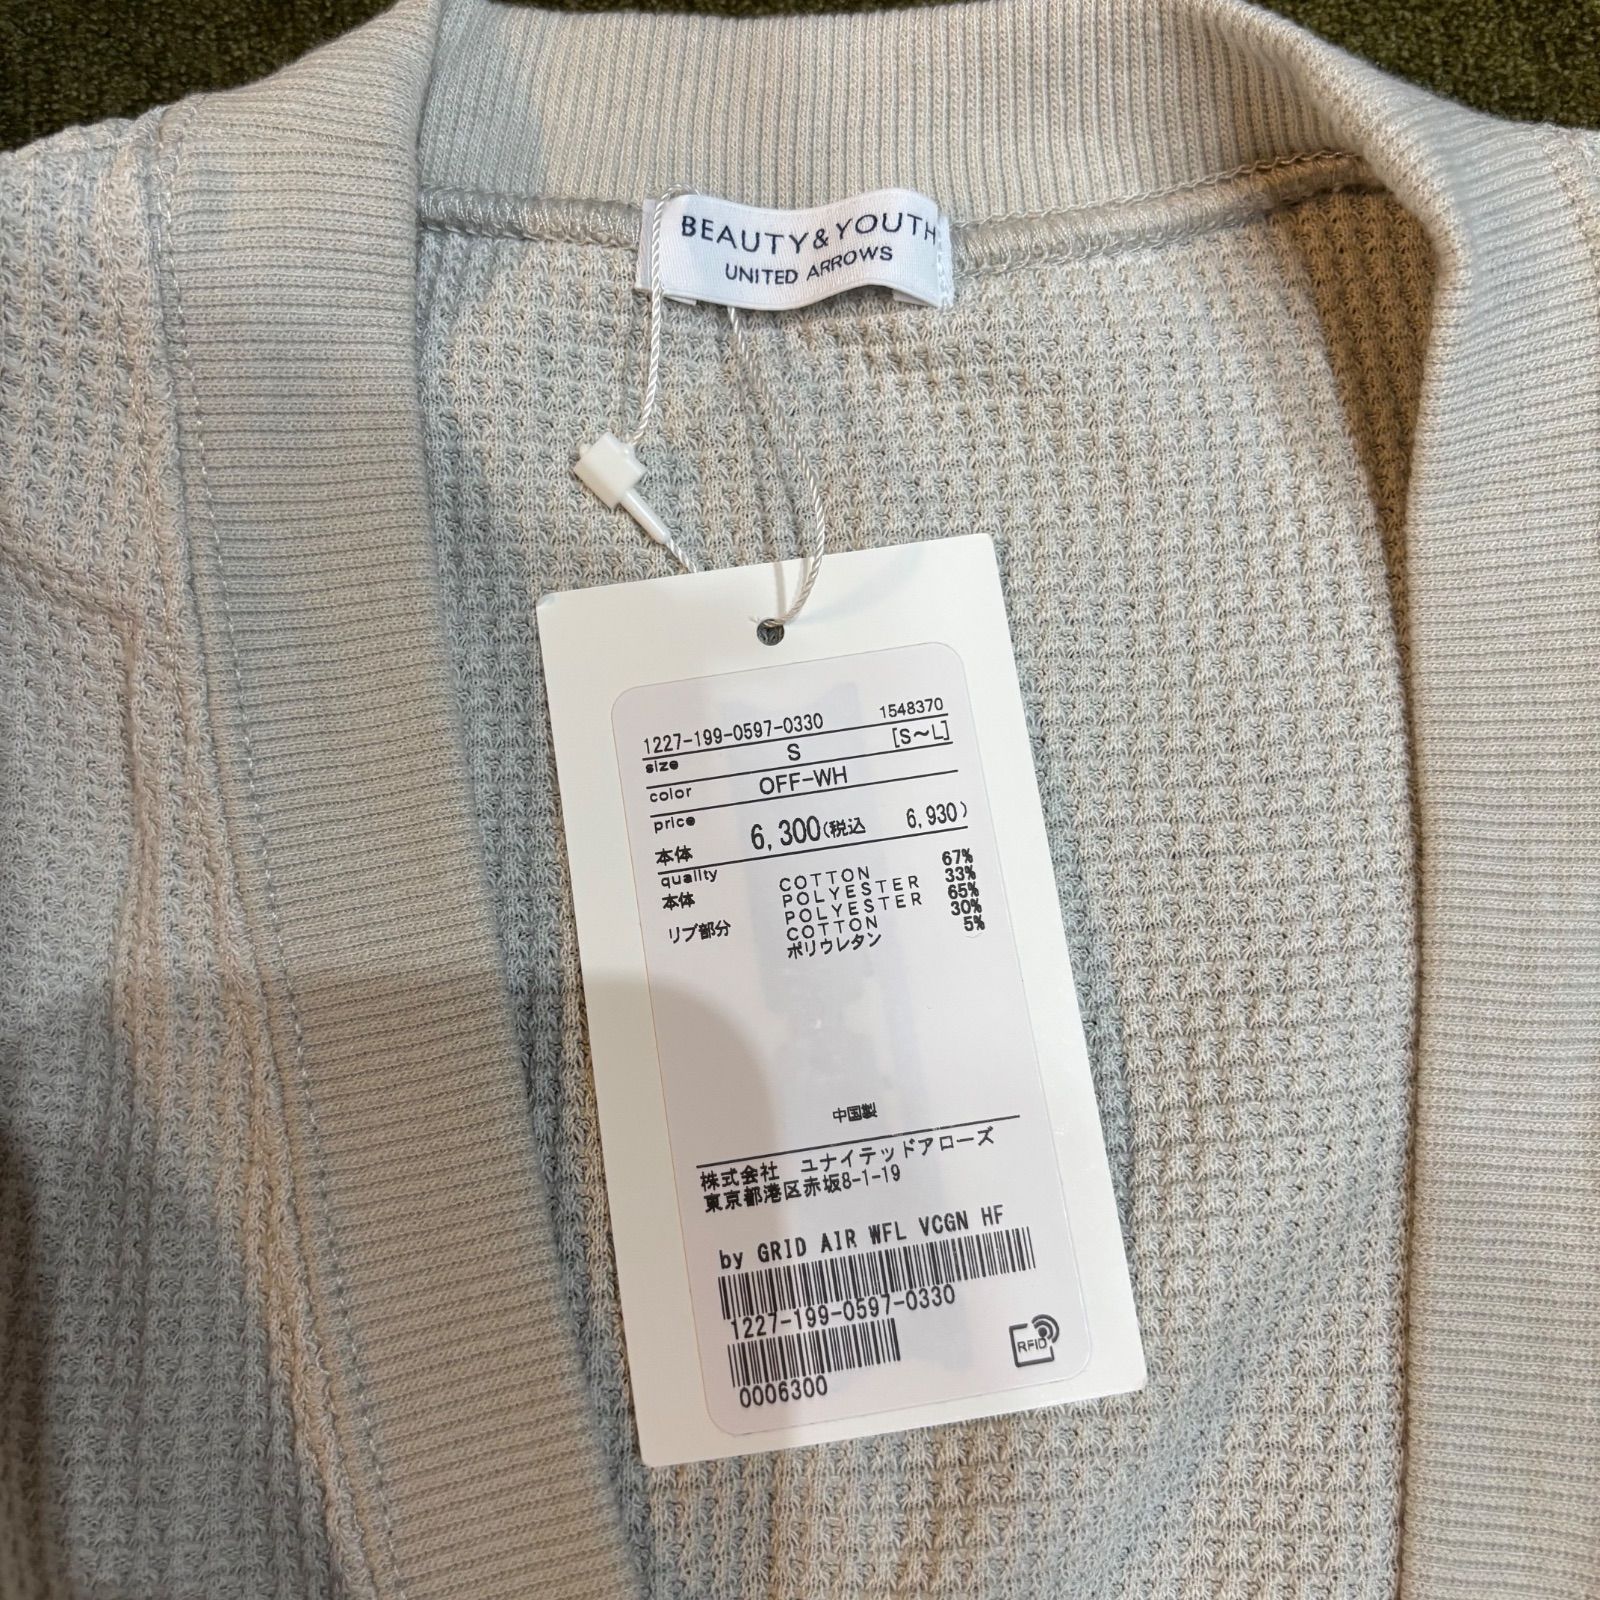 BEAUTY&YOUTH
UNITED ARROWS
1227-199-0597-0330 1548370
size S [S~L]
color OFF-WH
price
本体 6,300(税込 6,930)
quality
本体 COTTON 67%
POLYESTER 33%
リブ部分 POLYESTER 65%
COTTON 30%
ポリウレタン 5%
中国製
株式会社 ユナイテッドアローズ
東京都港区赤坂8-1-19
by GRID AIR WFL VCGN HF
1227-199-0597-0330
0006300
RFID